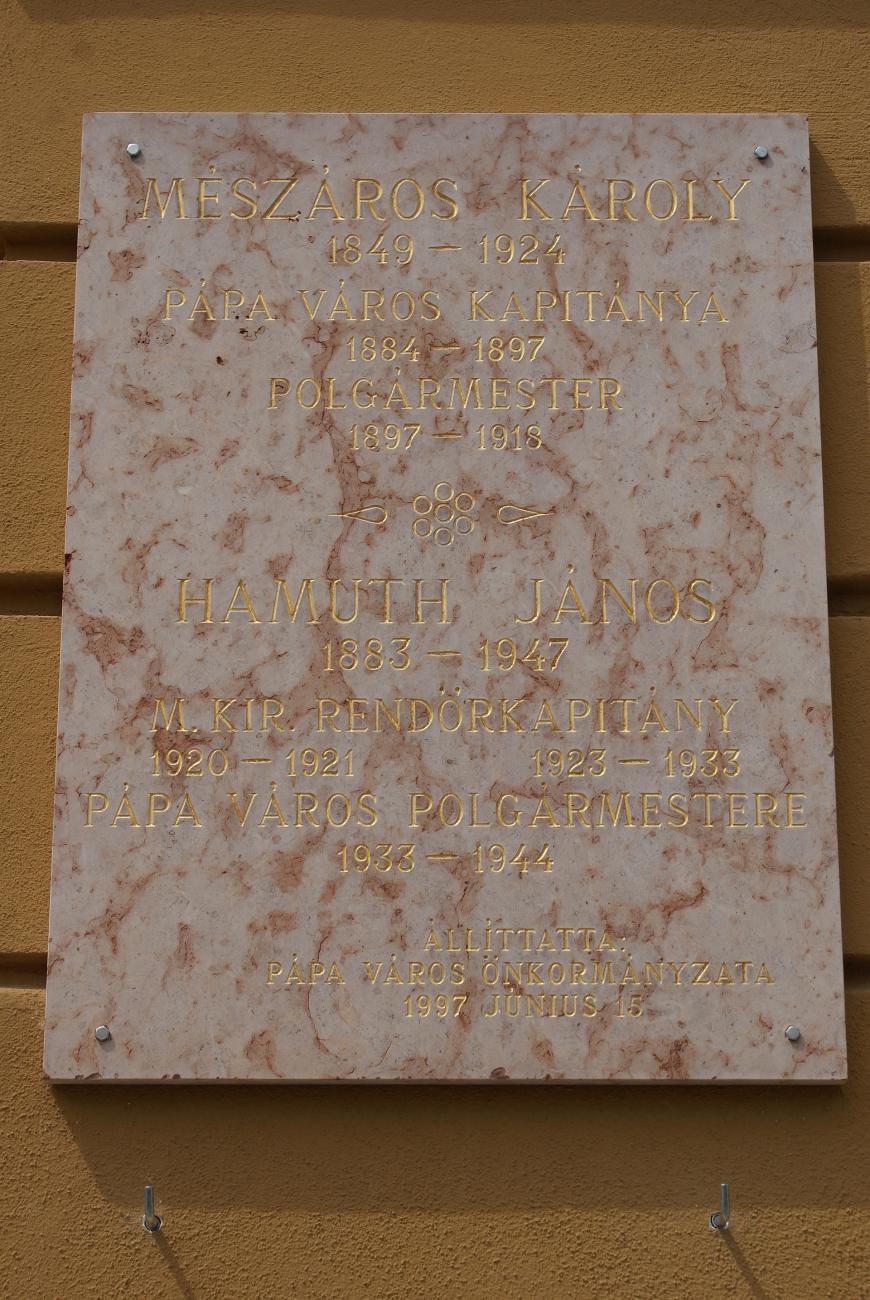 MÉSZÁROS KÁROLY
1849 – 1924
PÁPA VÁROS KAPITÁNYA
1884 – 1897
POLGÁRMESTER
1897 – 1918
HAMUTH JÁNOS
1883 – 1947
M. KIR. RENDÖRKAPITÁNY
1920 – 1921 1923 – 1933
PÁPA VÁROS POLGÁRMESTERE
1933 – 1944
ÁLLÍTTATTA:
PÁPA VÁROS ÖNKORMÁNYZATA
1997 JÚNIUS 15